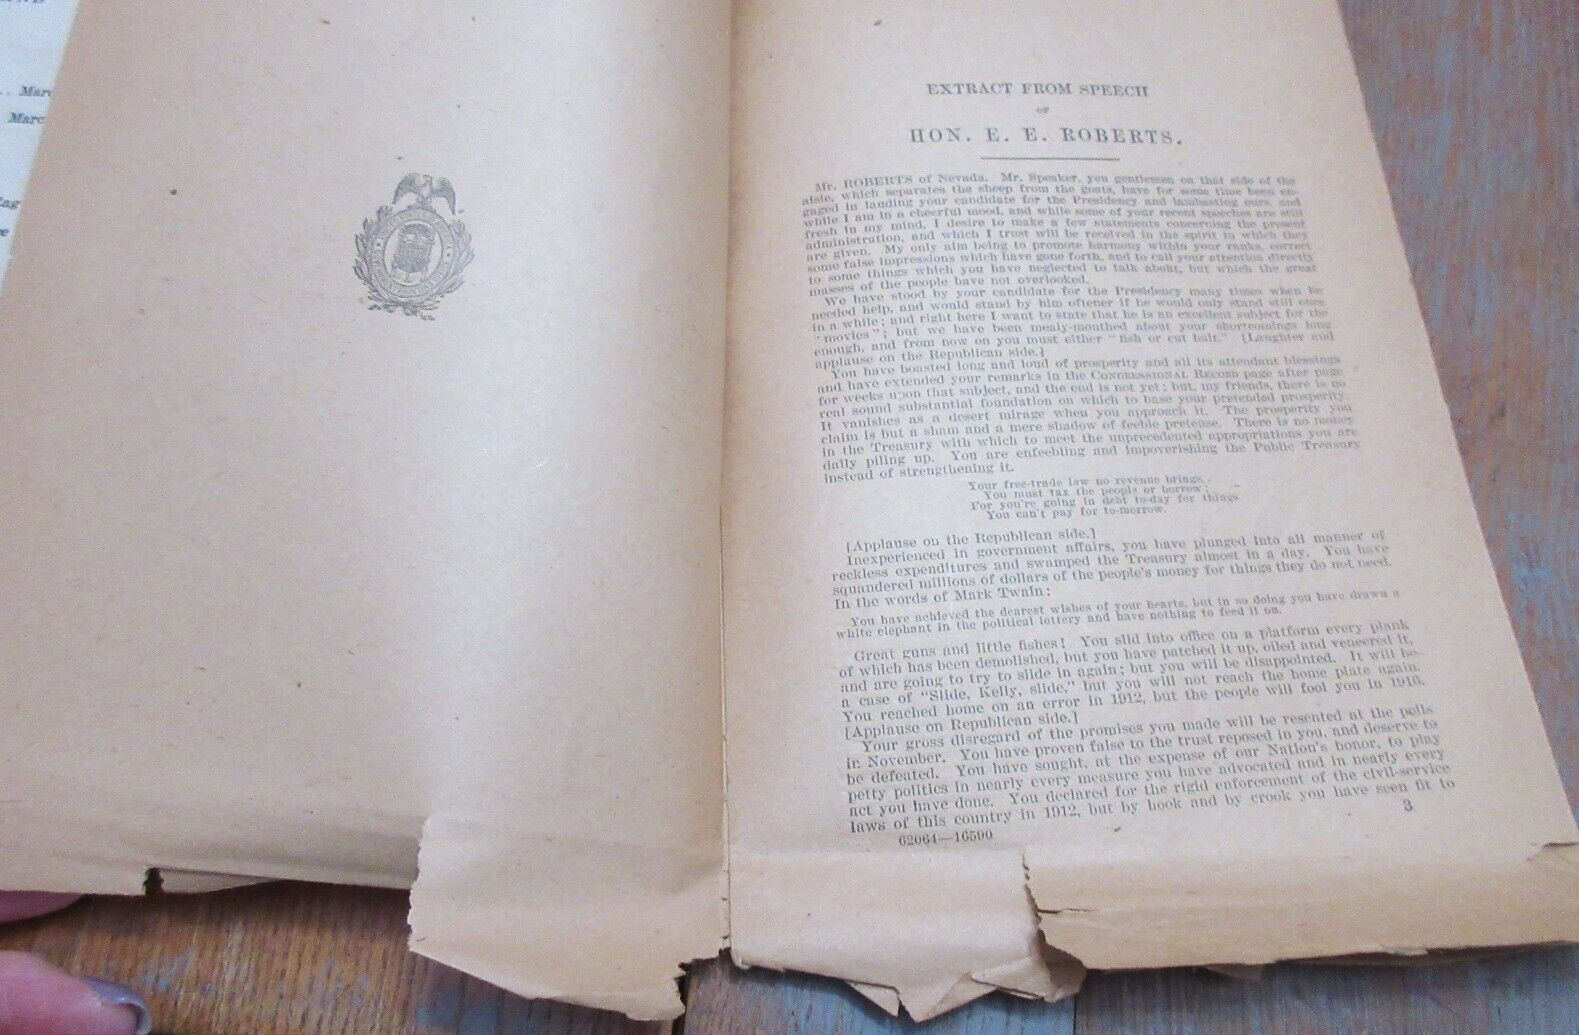 AND
. . Marc
Marc
tag
re
EXTRACT FROM SPEECH
OF
HON. E. E. ROBERTS.
Mr. ROBERTS of Nevada. Mr. Speaker, you gentlemen on that side of the
aisle, which separates the sheep from the goats, have for some time been en-
gaged in lauding your candidate for the Presidency and lambasting ours, and
while I am in a cheerful mood, and while some of your recent speeches are still
fresh in my mind, I desire to make a few statements concerning the present
administration, and which I trust will be received in the spirit in which they
are given. My only aim being to promote harmony within your ranks, correct
some false impressions which have gone forth, and to call your attention directly
to some things which you have neglected to talk about, but which the great
masses of the people have not overlooked.
We have stood by your candidate for the Presidency many times when he
needed help, and would stand by him oftener if he would only stand still once
in a while; and right here I want to state that he is an excellent subject for the
"movies"; but we have been mealy-mouthed about your shortcomings long
enough, and from now on you must either "fish or cut bait." [Laughter and
applause on the Republican side.]
You have boasted long and loud of prosperity and all its attendant blessings
and have extended your remarks in the CONGRESSIONAL RECORD page after page
for weeks upon that subject, and the end is not yet; but, my friends, there is no
real sound substantial foundation on which to base your pretended prosperity.
It vanishes as a desert mirage when you approach it. The prosperity you
claim is but a sham and a mere shadow of feeble pretense. There is no money
in the Treasury with which to meet the unprecedented appropriations you are
daily piling up. You are enfeebling and impoverishing the Public Treasury
instead of strengthening it.
Your free-trade law no revenue brings.
You must tax the people or borrow;
For you're going in debt to-day for things
You can't pay for to-morrow.
[Applause on the Republican side.]
Inexperienced in government affairs, you have plunged into all manner of
reckless expenditures and swamped the Treasury almost in a day. You have
squandered millions of dollars of the people's money for things they do not need.
In the words of Mark Twain:
You have achieved the dearest wishes of your hearts, but in so doing you have drawn a
white elephant in the political lottery and have nothing to feed it on.
Great guns and little fishes! You slid into office on a platform every plank
of which has been demolished, but you have patched it up, oiled and veneered it,
and are going to try to slide in again; but you will be disappointed. It will be
a case of "Slide, Kelly, slide," but you will not reach the home plate again.
You reached home on an error in 1912, but the people will fool you in 1916.
[Applause on Republican side.]
Your gross disregard of the promises you made will be resented at the polls
in November. You have proven false to the trust reposed in you, and deserve to
be defeated. You have sought, at the expense of our Nation's honor, to play
petty politics in nearly every measure you have advocated and in nearly every
act you have done. You declared for the rigid enforcement of the civil-service
laws of this country in 1912, but by hook and by crook you have seen fit to
62064—16590 3